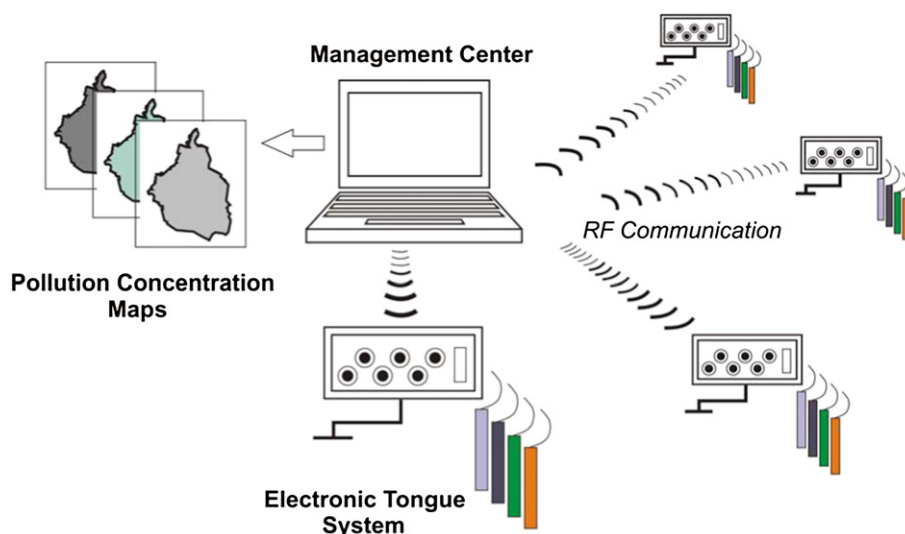 Management Center
RF Communication
Pollution Concentration
Maps
Electronic Tongue
System